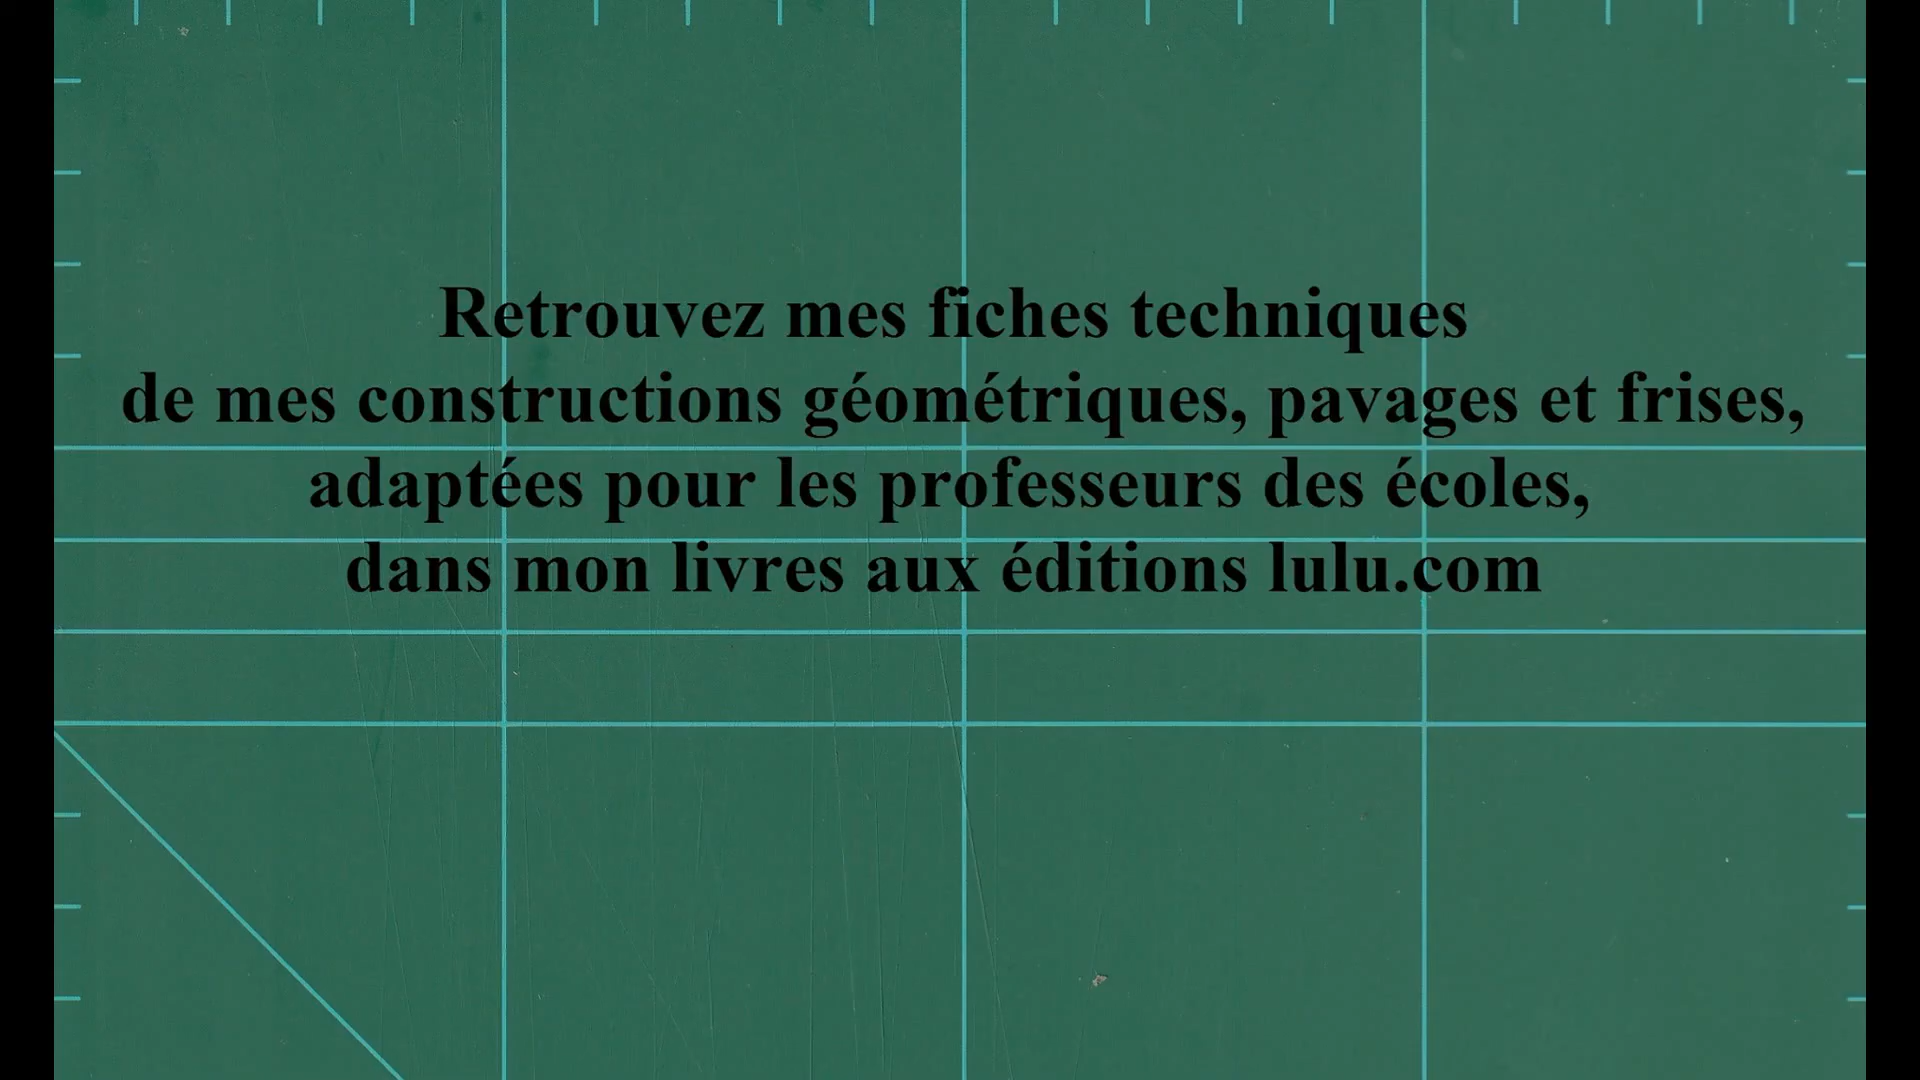 Retrouvez mes fiches techniques
de mes constructions géométriques, pavages et frises,
adaptées pour les professeurs des écoles,
dans mon livres aux éditions lulu.com